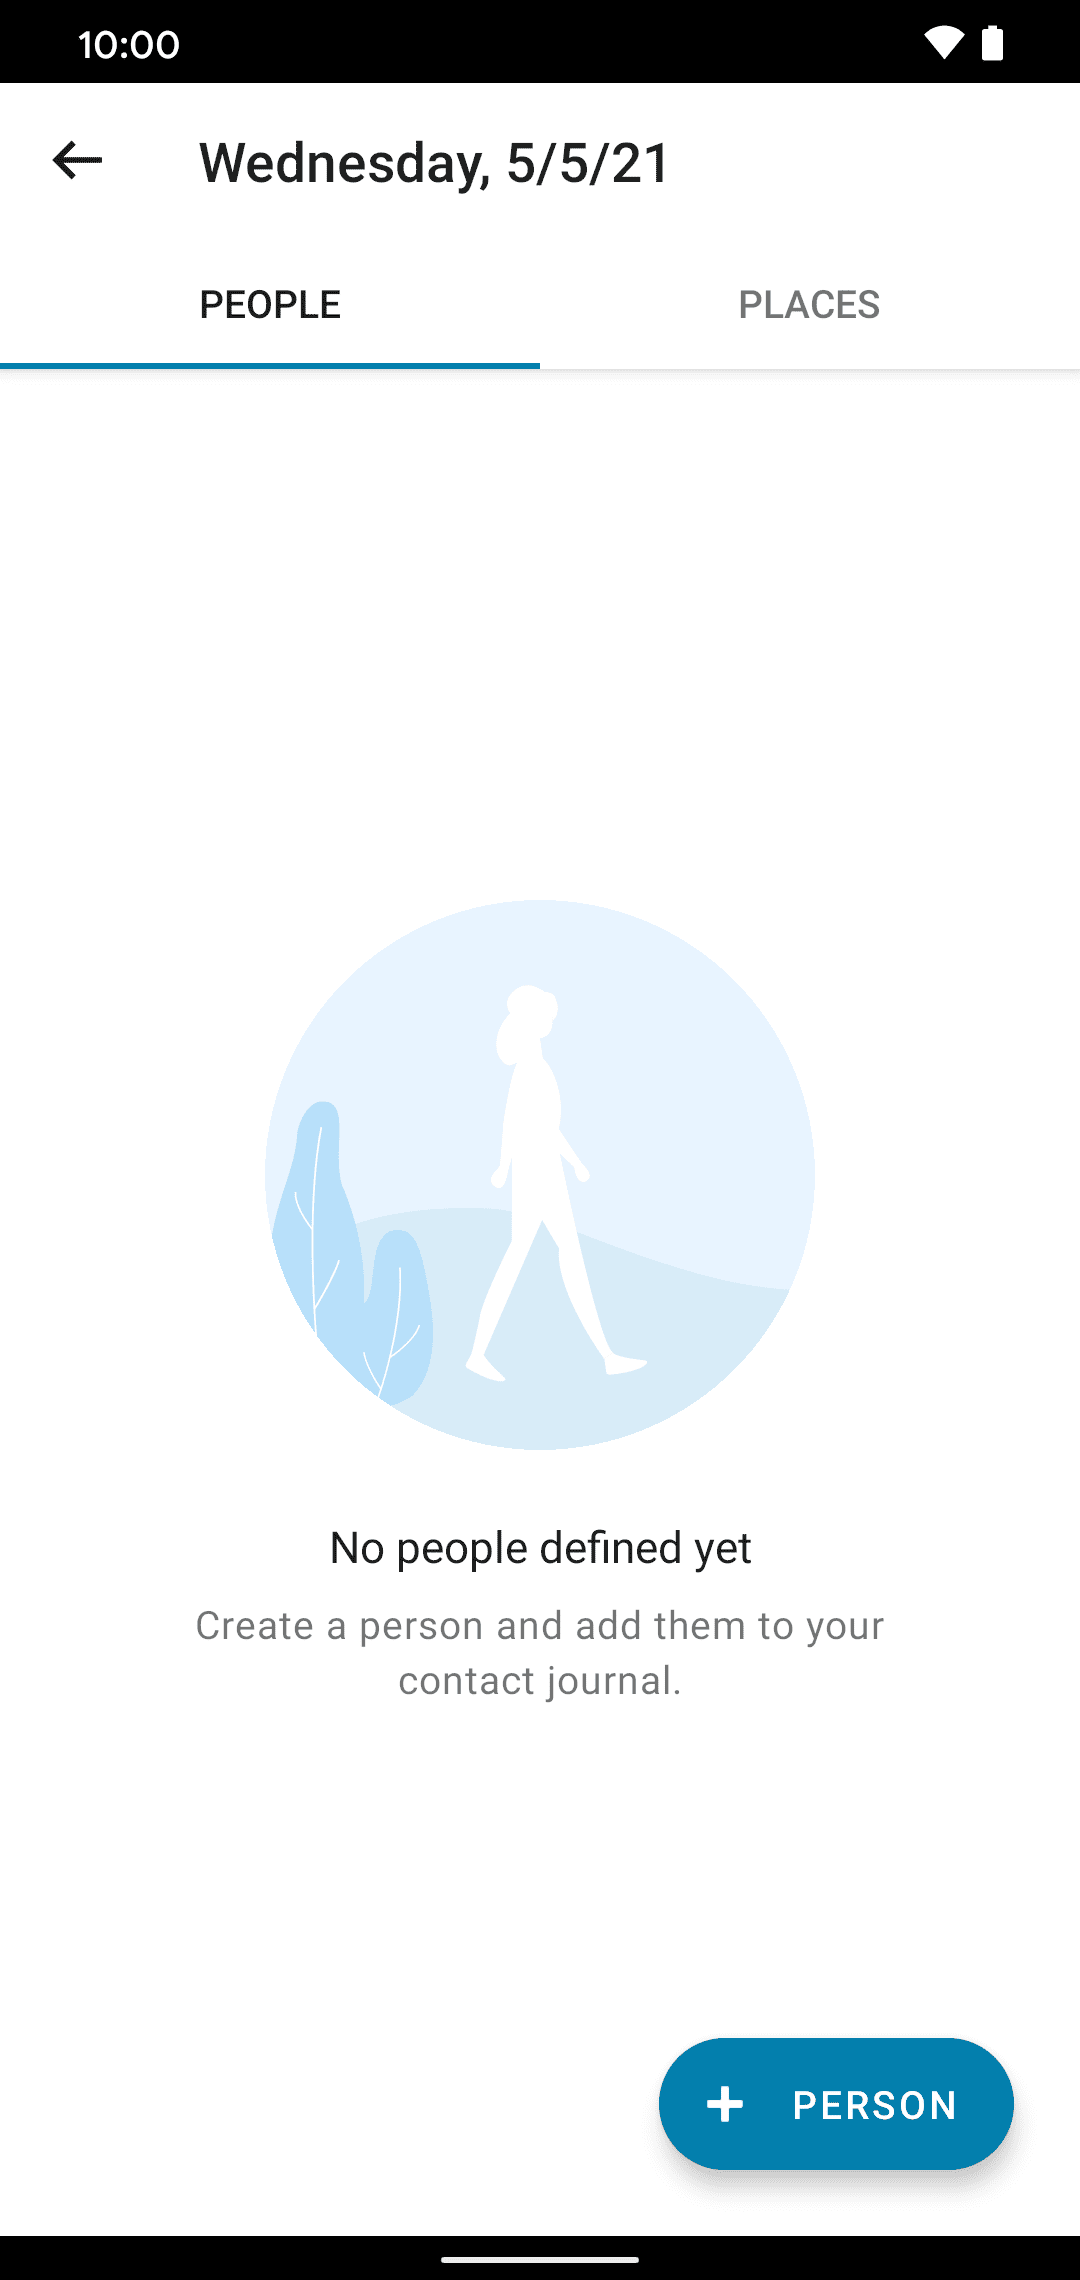 10:00
Wednesday, 5/5/21
PEOPLE
PLACES
No people defined yet
Create a person and add them to your
contact journal.
PERSON